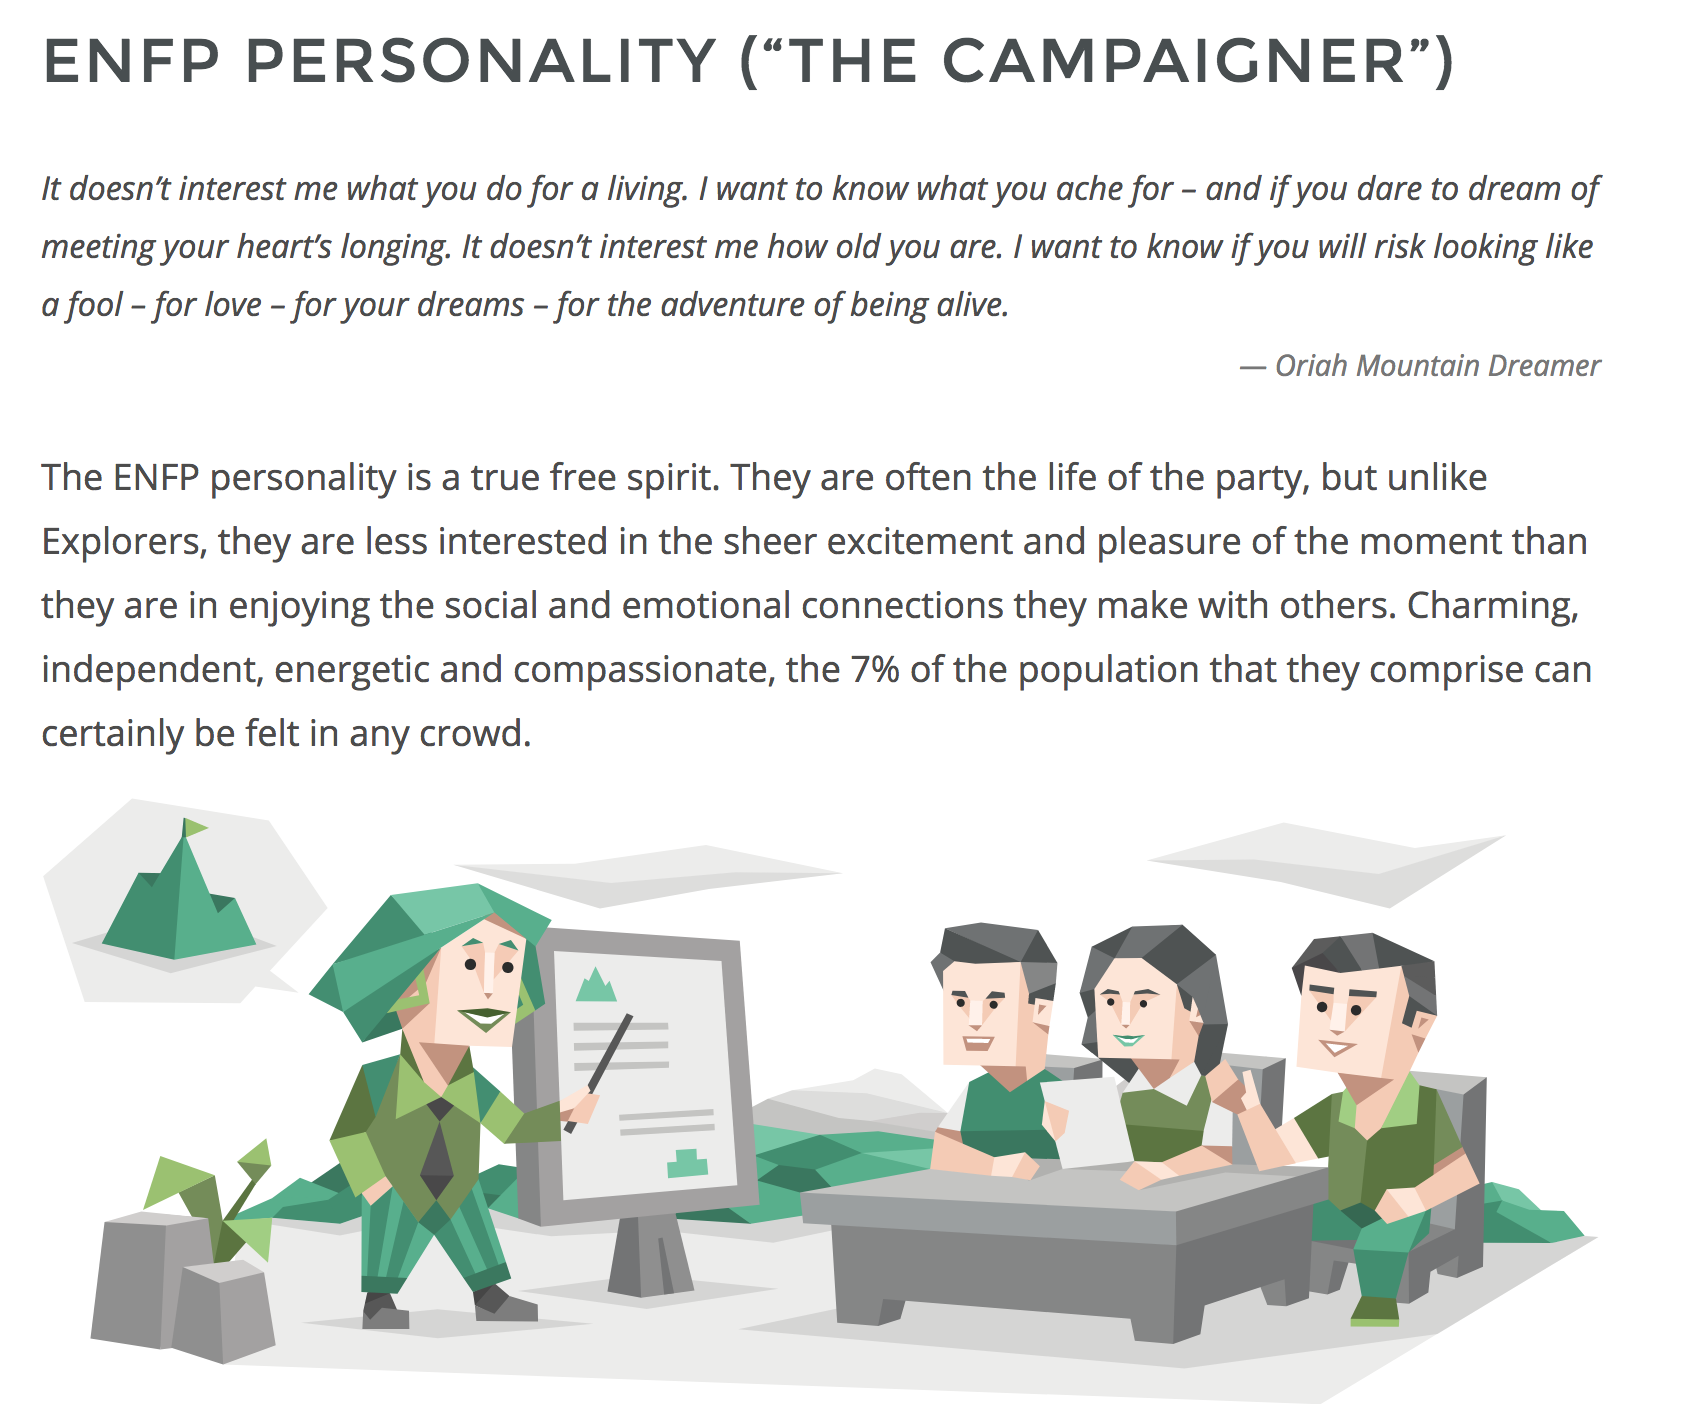 ENFP PERSONALITY (“THE CAMPAIGNER”)
It doesn’t interest me what you do for a living. I want to know what you ache for – and if you dare to dream of
meeting your heart’s longing. It doesn’t interest me how old you are. I want to know if you will risk looking like
a fool – for love – for your dreams – for the adventure of being alive.
— Oriah Mountain Dreamer
The ENFP personality is a true free spirit. They are often the life of the party, but unlike
Explorers, they are less interested in the sheer excitement and pleasure of the moment than
they are in enjoying the social and emotional connections they make with others. Charming,
independent, energetic and compassionate, the 7% of the population that they comprise can
certainly be felt in any crowd.